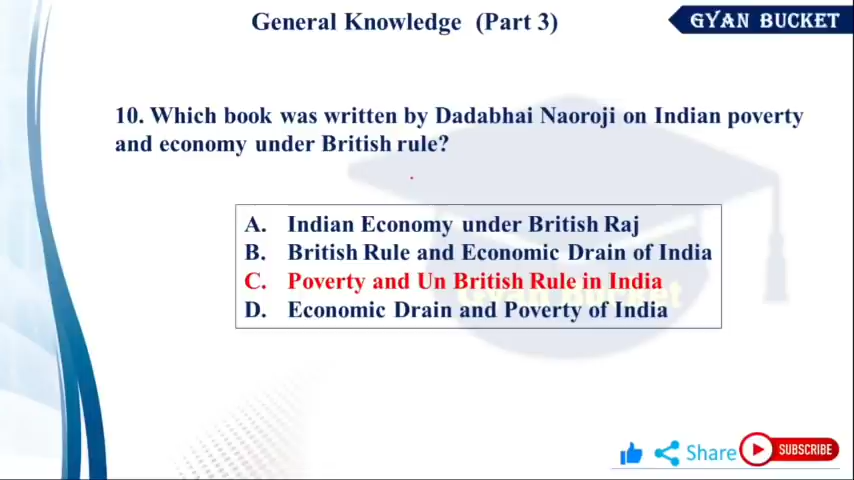 General Knowledge (Part 3)
GYAN BUCKET
10. Which book was written by Dadabhai Naoroji on Indian poverty
and economy under British rule?
A. Indian Economy under British Raj
B. British Rule and Economic Drain of India
C. Poverty and Un British Rule in India
D. Economic Drain and Poverty of India
Gyan Bucket
Share
SUBSCRIBE